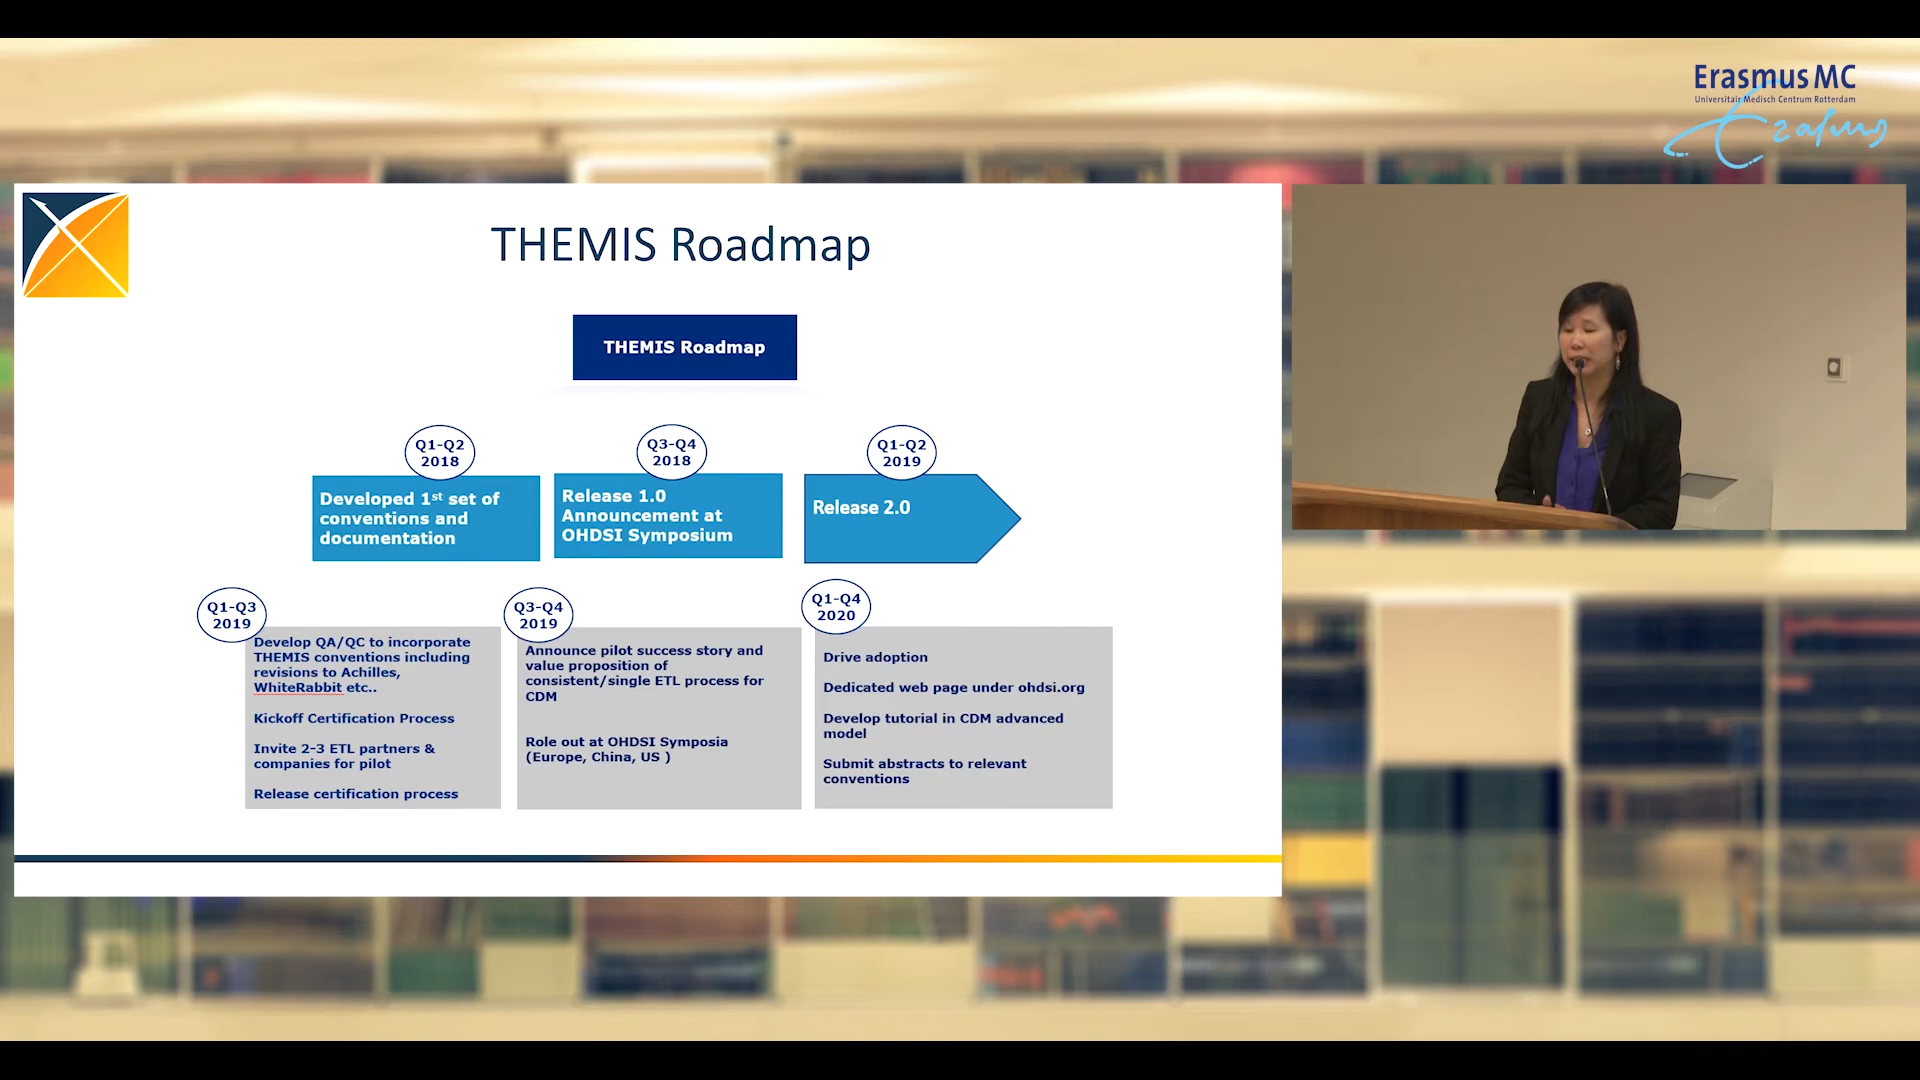 Erasmus MC
Universitair Medisch Centrum Rotterdam
Erasmus
THEMIS Roadmap
THEMIS Roadmap
Q1-Q2
2018
Developed 1st set of
conventions and
documentation
Q3-Q4
2018
Release 1.0
Announcement at
OHDSI Symposium
Q1-Q2
2019
Release 2.0
Q1-Q3
2019
Develop QA/QC to incorporate
THEMIS conventions including
revisions to Achilles,
WhiteRabbit etc..
Kickoff Certification Process
Invite 2-3 ETL partners &
companies for pilot
Release certification process
Q3-Q4
2019
Announce pilot success story and
value proposition of
consistent/single ETL process for
CDM
Role out at OHDSI Symposia
(Europe, China, US )
Q1-Q4
2020
Drive adoption
Dedicated web page under ohdsi.org
Develop tutorial in CDM advanced
model
Submit abstracts to relevant
conventions